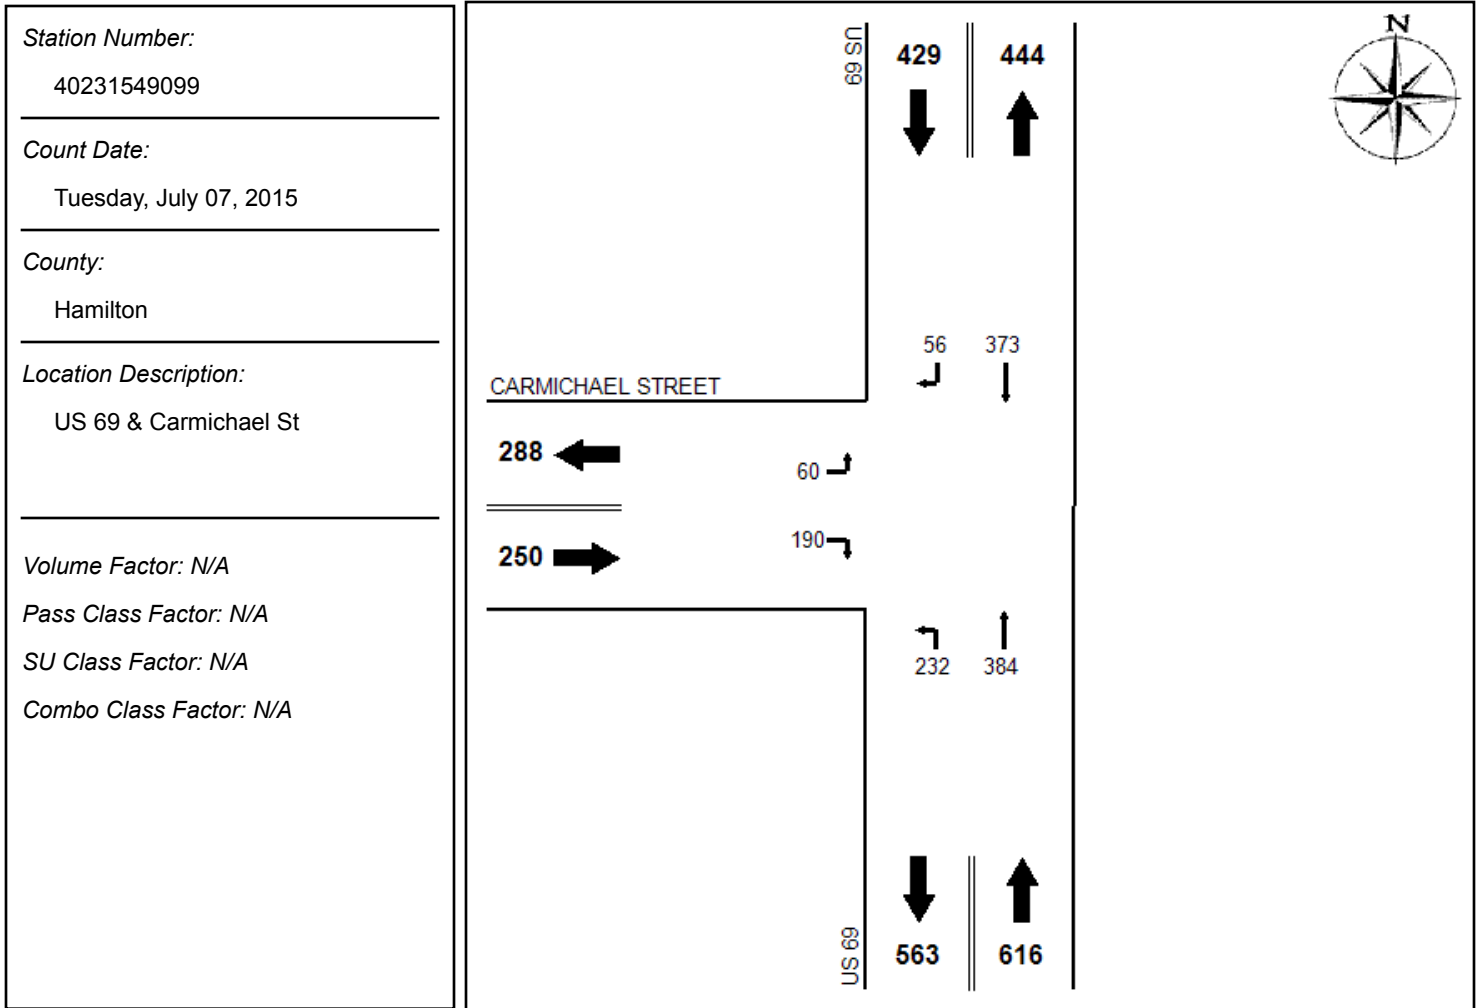 Station Number:
40231549099
Count Date:
Tuesday, July 07, 2015
County:
Hamilton
Location Description:
US 69 & Carmichael St
Volume Factor: N/A
Pass Class Factor: N/A
SU Class Factor: N/A
Combo Class Factor: N/A
N
US 69
429
444
56
373
CARMICHAEL STREET
288
60
190
250
232
384
US 69
563
616